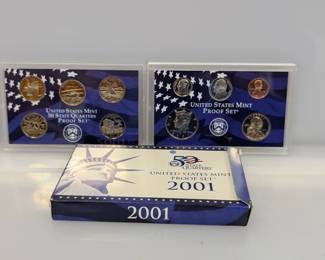 UNITED STATES MINT
50 STATE QUARTERS
PROOF SET
UNITED STATES MINT
PROOF SET
50
STATE
QUARTERS
UNITED STATES MINT
PROOF SET
2001
2001